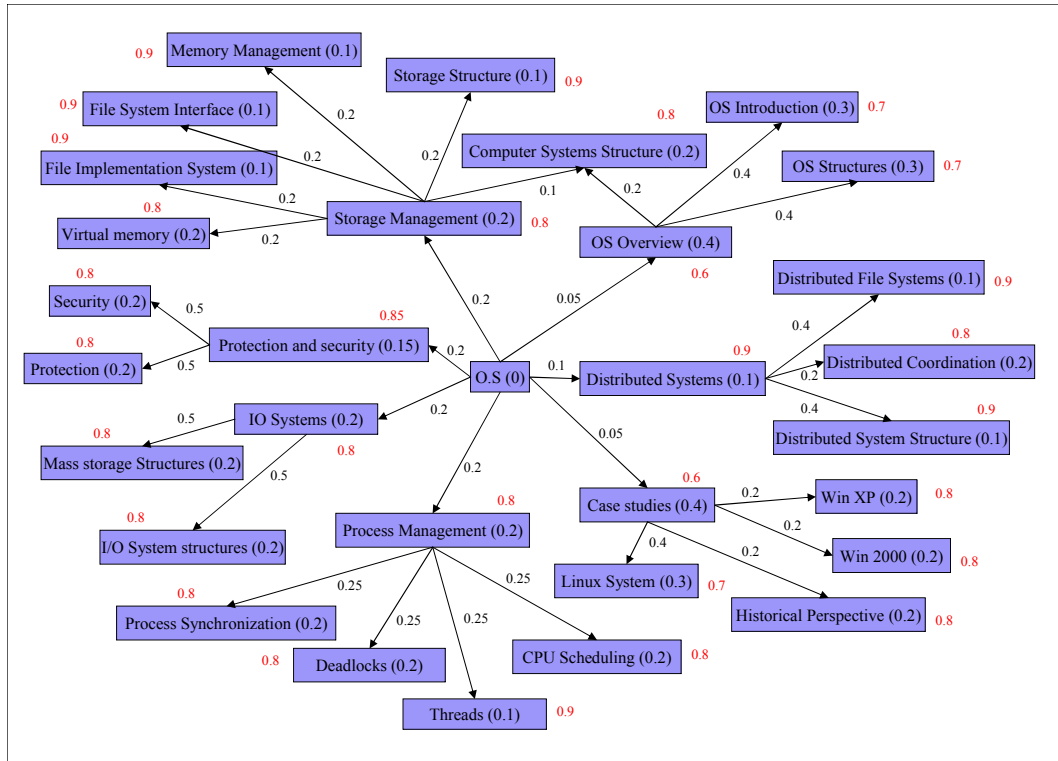 Memory Management (0.1)
0.9
Storage Structure (0.1)
0.9
File System Interface (0.1)
0.9
OS Introduction (0.3)
0.7
0.2
0.8
File Implementation System (0.1)
0.9
0.2
0.2
Computer Systems Structure (0.2)
OS Structures (0.3)
0.7
0.4
0.1
0.2
0.2
0.4
Virtual memory (0.2)
0.8
0.2
Storage Management (0.2)
0.8
OS Overview (0.4)
0.6
Distributed File Systems (0.1)
0.9
Security (0.2)
0.8
0.5
0.2
0.05
0.4
0.85
Protection and security (0.15)
0.2
0.8
Protection (0.2)
0.5
O.S (0)
0.1
0.9
Distributed Systems (0.1)
0.2
0.8
Distributed Coordination (0.2)
0.4
0.9
Distributed System Structure (0.1)
IO Systems (0.2)
0.2
0.8
0.5
0.8
Mass storage Structures (0.2)
0.5
0.05
0.2
0.6
Case studies (0.4)
0.2
Win XP (0.2)
0.8
0.8
I/O System structures (0.2)
Process Management (0.2)
0.8
0.2
Win 2000 (0.2)
0.8
0.4
0.2
Linux System (0.3)
0.7
Historical Perspective (0.2)
0.8
0.25
0.25
0.25
0.25
0.8
Process Synchronization (0.2)
0.8
Deadlocks (0.2)
CPU Scheduling (0.2)
0.8
Threads (0.1)
0.9